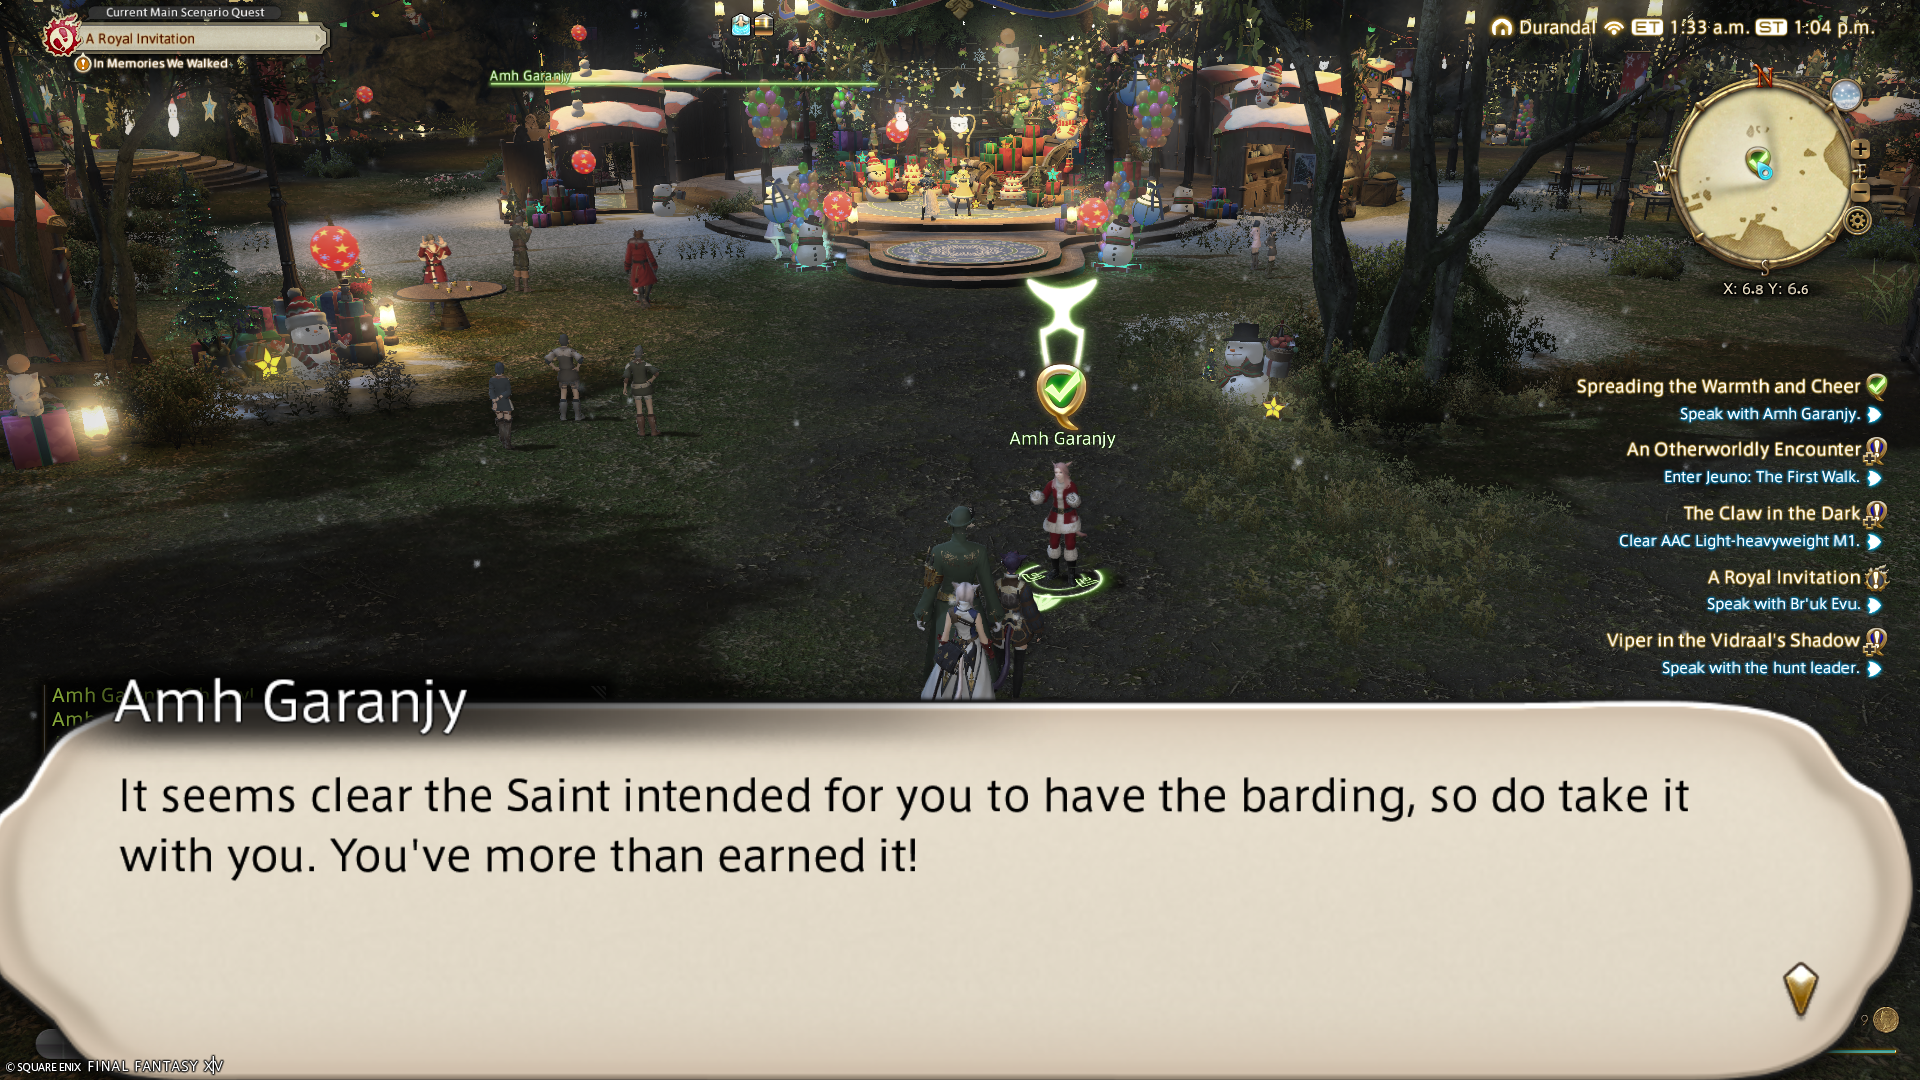 Current Main Scenario Quest
A Royal Invitation
In Memories We Walked
Amh Garanjy
Durandal ET 1:33 a.m. ST 1:04 p.m.
N
W
E
S
X: 6.8 Y: 6.6
Spreading the Warmth and Cheer
Speak with Amh Garanjy.
An Otherworldly Encounter
Enter Jeuno: The First Walk.
The Claw in the Dark
Clear AAC Light-heavyweight M1.
A Royal Invitation
Speak with Br'uk Evu.
Viper in the Vidraal's Shadow
Speak with the hunt leader.
Amh Garanjy
Amh Garanjy
It seems clear the Saint intended for you to have the barding, so do take it
with you. You've more than earned it!
9
© SQUARE ENIX FINAL FANTASY XIV